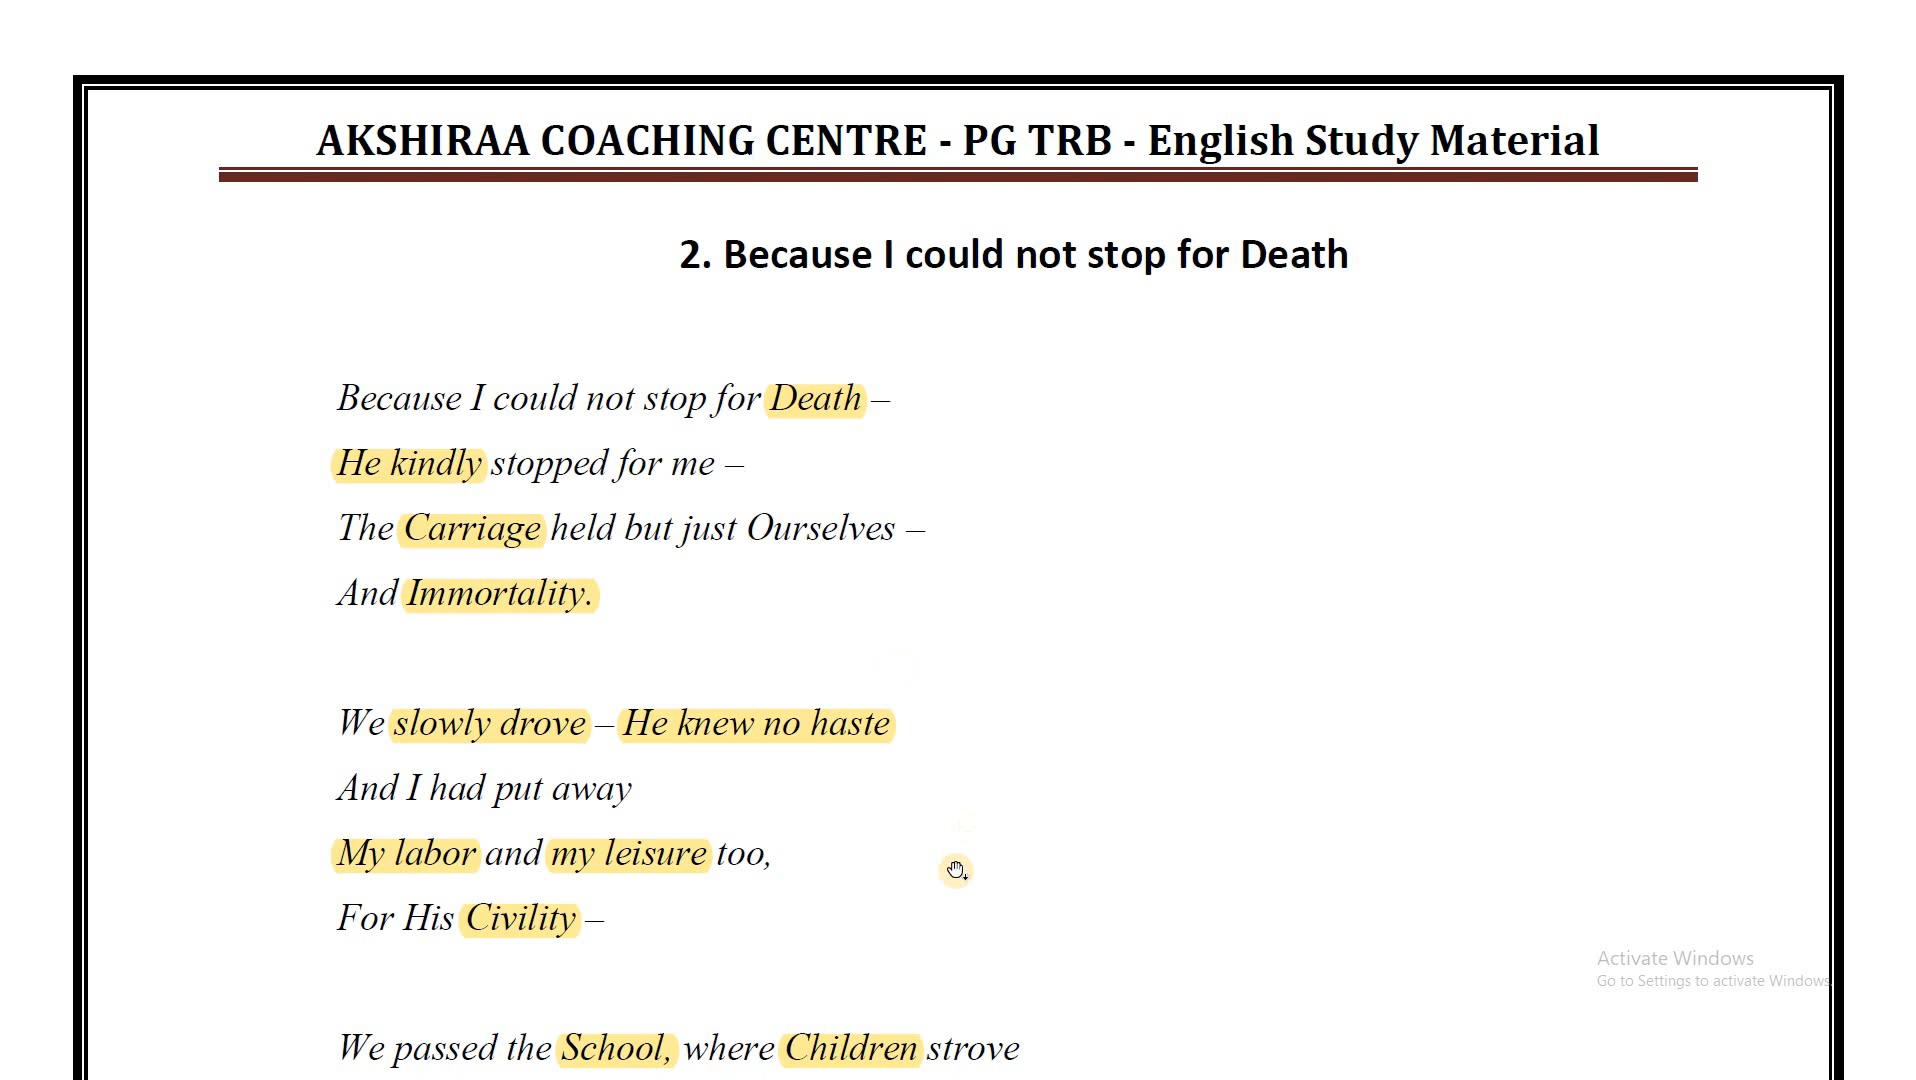 AKSHIRAA COACHING CENTRE - PG TRB - English Study Material
2. Because I could not stop for Death
Because I could not stop for Death –
He kindly stopped for me –
The Carriage held but just Ourselves –
And Immortality.
We slowly drove – He knew no haste
And I had put away
My labor and my leisure too,
For His Civility –
We passed the School, where Children strove
Activate Windows
Go to Settings to activate Windows.